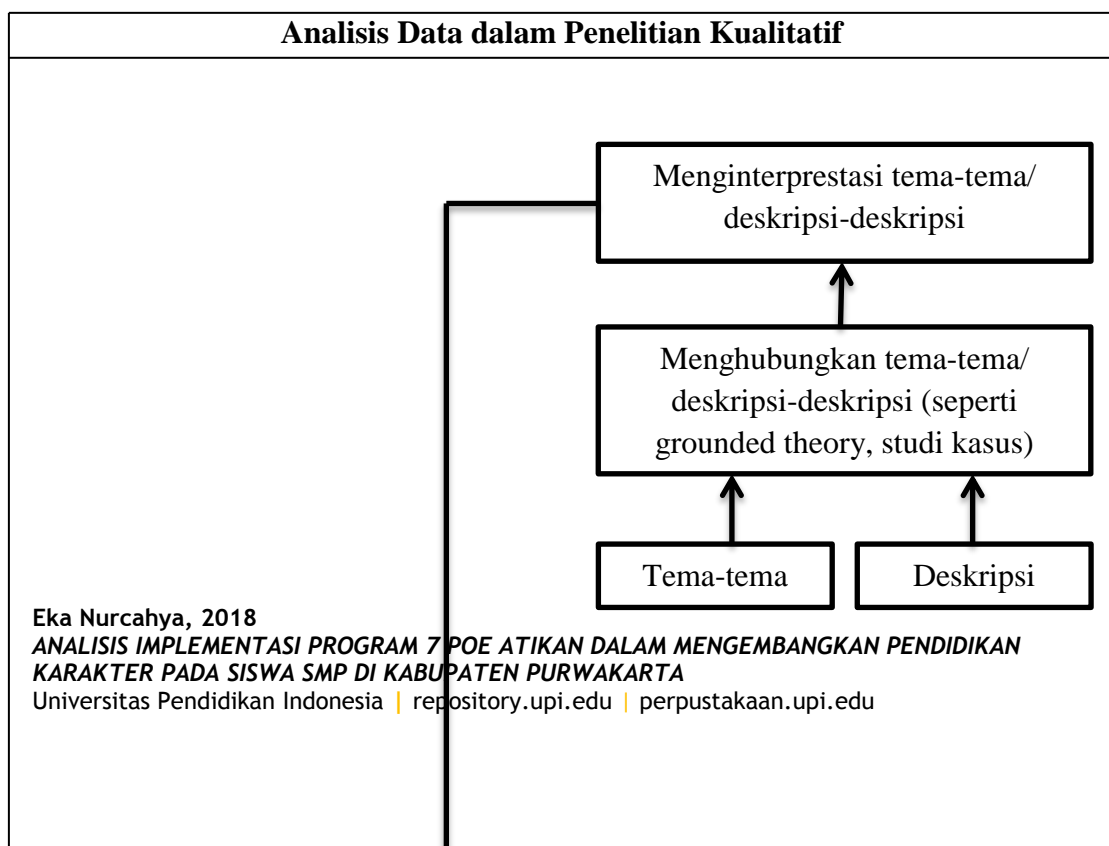 Analisis Data dalam Penelitian Kualitatif
Menginterprestasi tema-tema/
deskripsi-deskripsi
Menghubungkan tema-tema/
deskripsi-deskripsi (seperti
grounded theory, studi kasus)
Tema-tema
Deskripsi
Eka Nurcahya, 2018
ANALISIS IMPLEMENTASI PROGRAM 7 POE ATIKAN DALAM MENGEMBANGKAN PENDIDIKAN
KARAKTER PADA SISWA SMP DI KABUPATEN PURWAKARTA
Universitas Pendidikan Indonesia | repository.upi.edu | perpustakaan.upi.edu